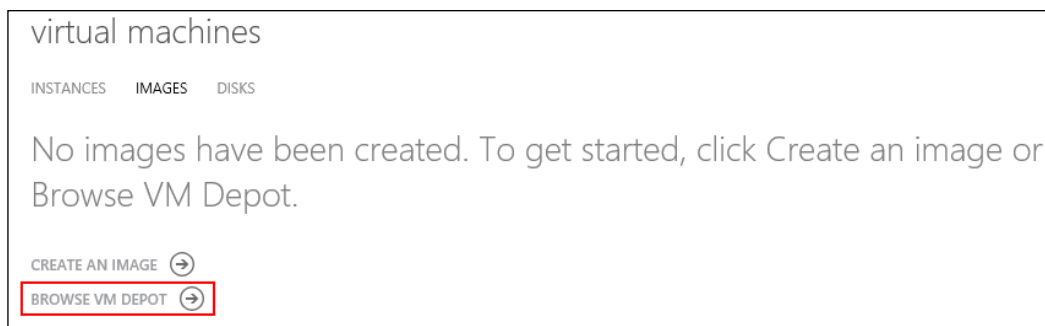 virtual machines
INSTANCES IMAGES DISKS
No images have been created. To get started, click Create an image or
Browse VM Depot.
CREATE AN IMAGE
BROWSE VM DEPOT